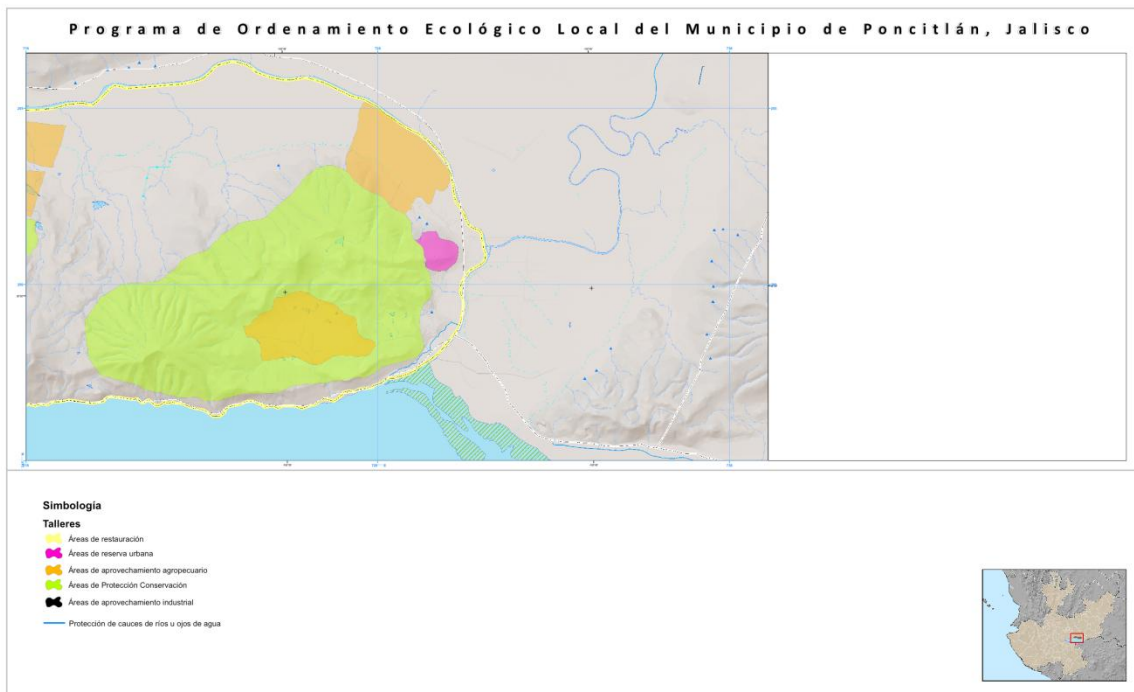 Programa de Ordenamiento Ecológico Local del Municipio de Poncitlán, Jalisco
Simbología
Talleres
Áreas de restauración
Áreas de reserva urbana
Áreas de aprovechamiento agropecuario
Áreas de Protección Conservación
Áreas de aprovechamiento industrial
Protección de cauces de ríos u ojos de agua